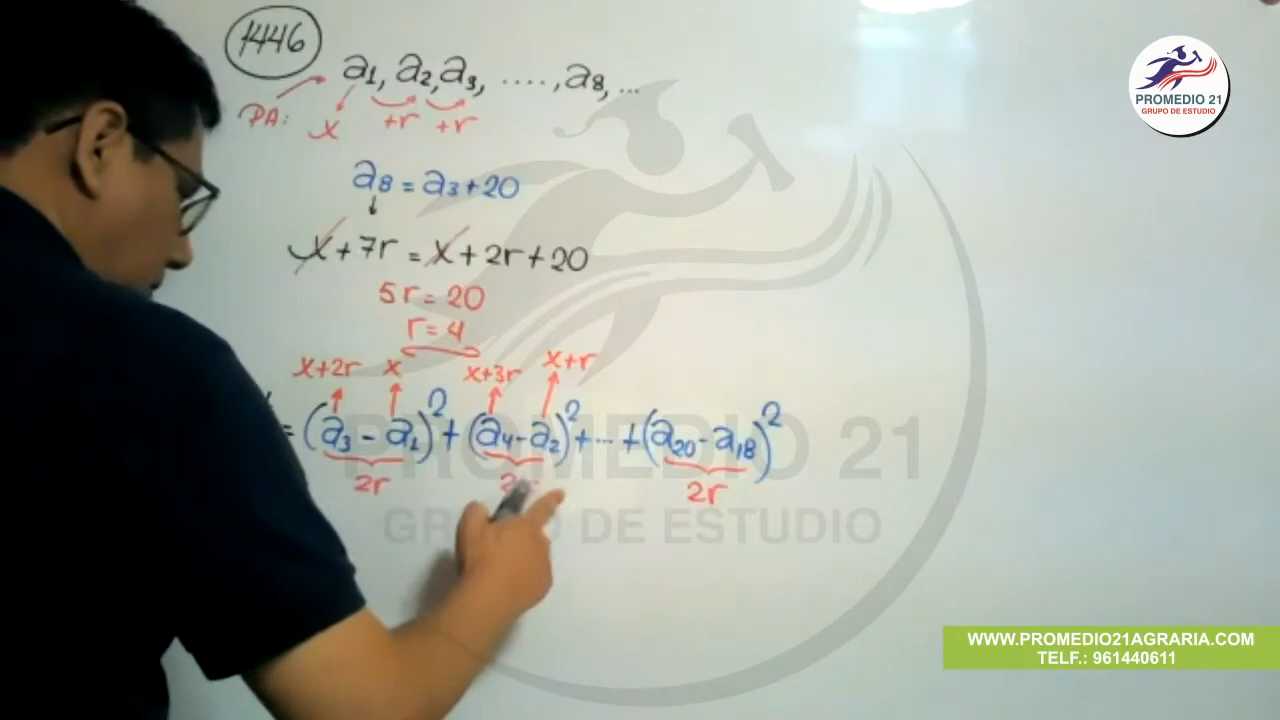 1446
a1, a2, a3, ...., a8, ...
PA: x +r +r
a8 = a3+20
x+7r = x+2r+20
5r=20
r=4
x+2r x x+3r x+r
= (a3 - a1)² + (a4-a2)² + ... + (a20-a18)²
2r 2r
PROMEDIO 21
GRUPO DE ESTUDIO
PROMEDIO 21
GRUPO DE ESTUDIO
WWW.PROMEDIO21AGRARIA.COM
TELF.: 961440611